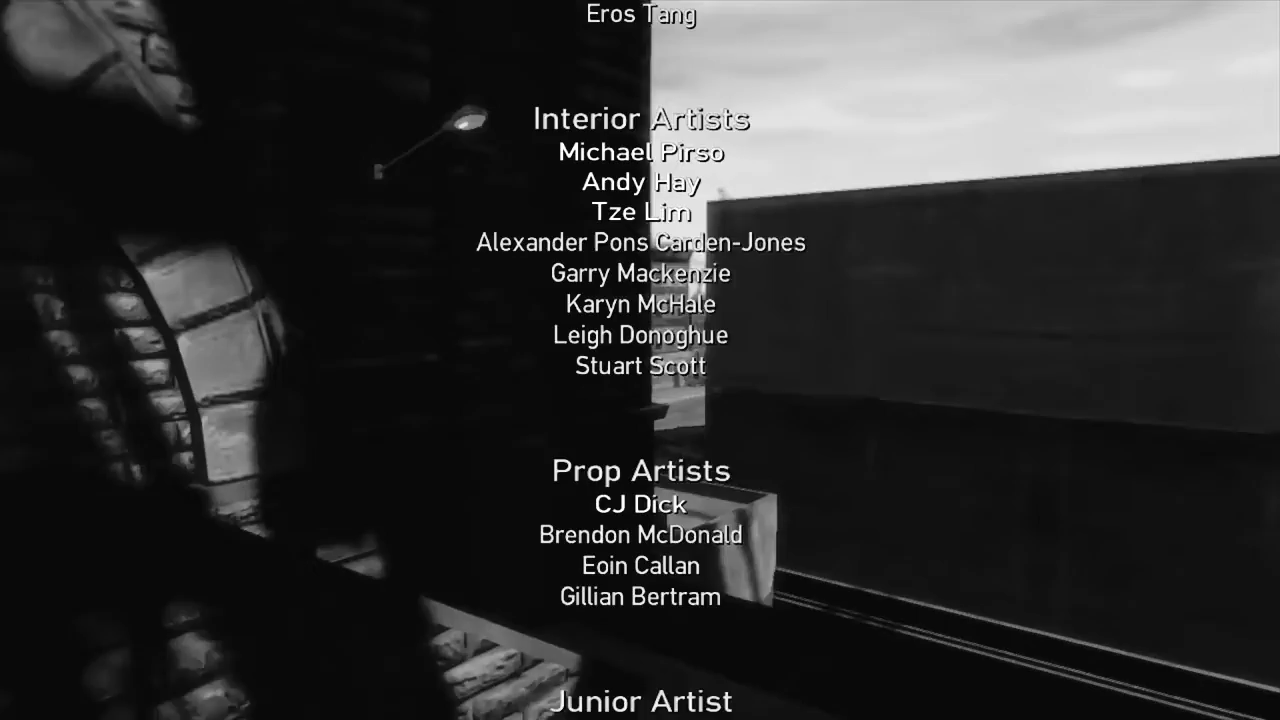 Eros Tang
Interior Artists
Michael Pirso
Andy Hay
Tze Lim
Alexander Pons Carden-Jones
Garry Mackenzie
Karyn McHale
Leigh Donoghue
Stuart Scott
Prop Artists
CJ Dick
Brendon McDonald
Eoin Callan
Gillian Bertram
Junior Artist